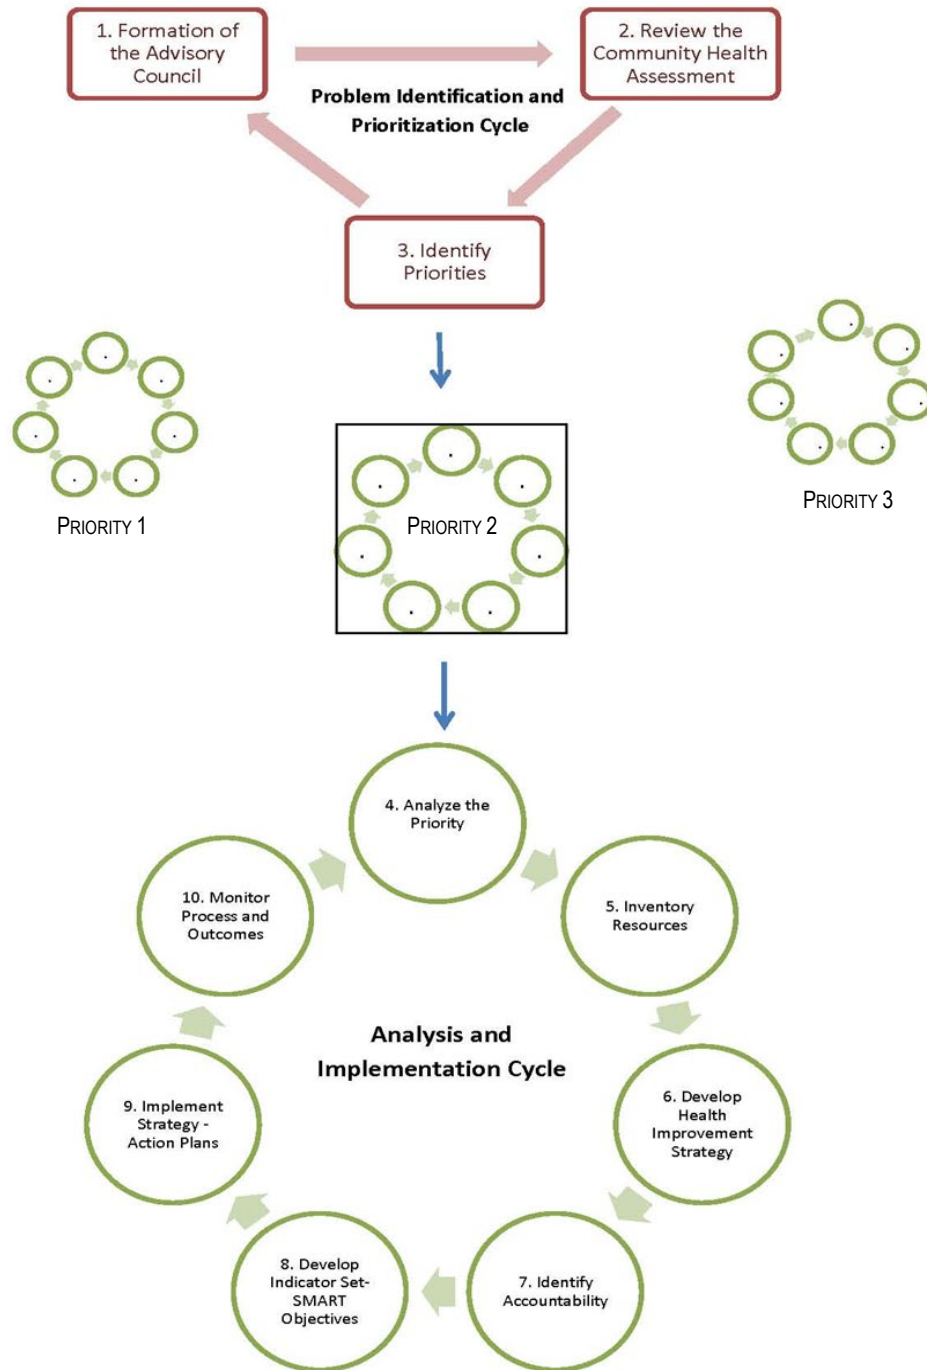 1. Formation of
the Advisory
Council
2. Review the
Community Health
Assessment
Problem Identification and
Prioritization Cycle
3. Identify
Priorities
PRIORITY 1
PRIORITY 2
PRIORITY 3
4. Analyze the
Priority
5. Inventory
Resources
6. Develop
Health
Improvement
Strategy
7. Identify
Accountability
8. Develop
Indicator Set-
SMART
Objectives
9. Implement
Strategy -
Action Plans
10. Monitor
Process and
Outcomes
Analysis and
Implementation Cycle